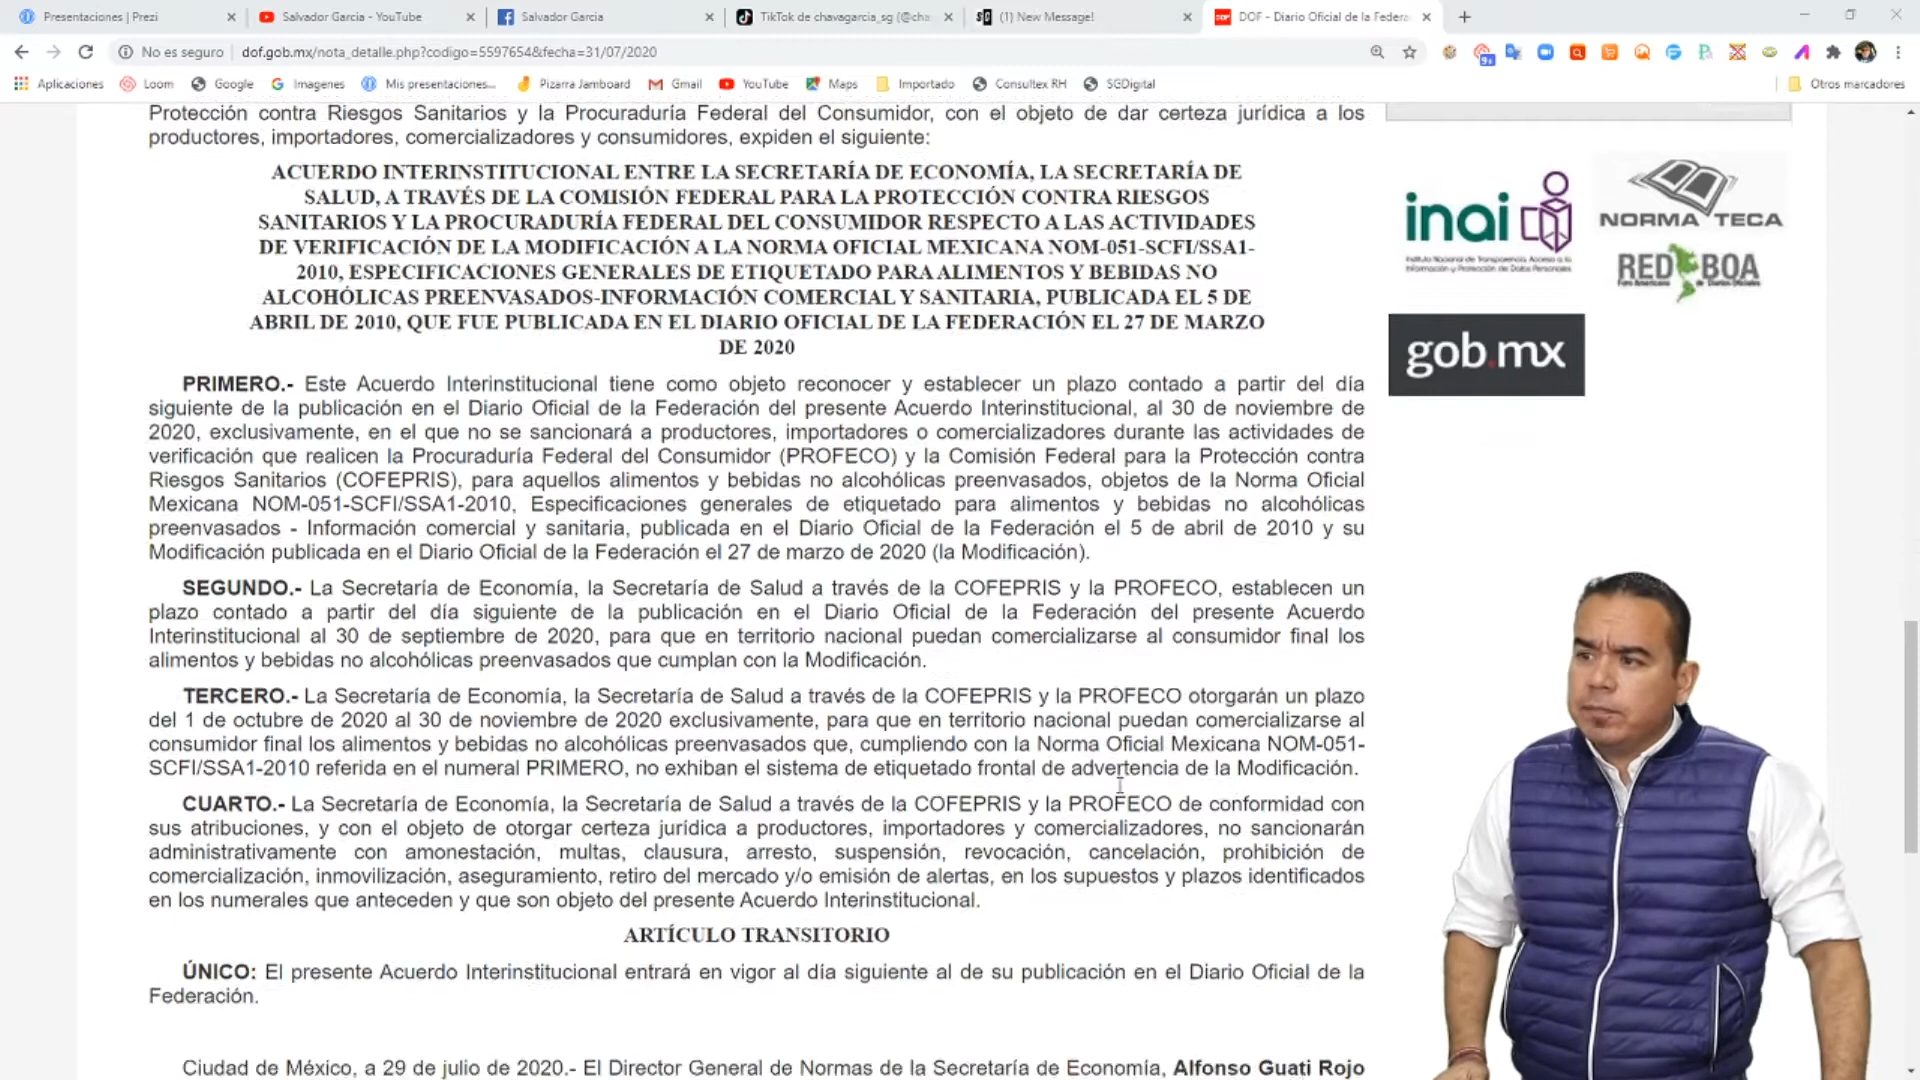 Presentaciones | Prezi
Salvador Garcia - YouTube
Salvador Garcia
TikTok de chavagarcia_sg (@cha
(1) New Message!
DOF - Diario Oficial de la Federa
No es seguro | dof.gob.mx/nota_detalle.php?codigo=5597654&fecha=31/07/2020
Aplicaciones Loom Google Imagenes Mis presentaciones... Pizarra Jamboard Gmail YouTube Maps Importado Consultex RH SGDigital Otros marcadores
Protección contra Riesgos Sanitarios y la Procuraduría Federal del Consumidor, con el objeto de dar certeza jurídica a los
productores, importadores, comercializadores y consumidores, expiden el siguiente:
ACUERDO INTERINSTITUCIONAL ENTRE LA SECRETARÍA DE ECONOMÍA, LA SECRETARÍA DE
SALUD, A TRAVÉS DE LA COMISIÓN FEDERAL PARA LA PROTECCIÓN CONTRA RIESGOS
SANITARIOS Y LA PROCURADURÍA FEDERAL DEL CONSUMIDOR RESPECTO A LAS ACTIVIDADES
DE VERIFICACIÓN DE LA MODIFICACIÓN A LA NORMA OFICIAL MEXICANA NOM-051-SCFI/SSA1-
2010, ESPECIFICACIONES GENERALES DE ETIQUETADO PARA ALIMENTOS Y BEBIDAS NO
ALCOHÓLICAS PREENVASADOS-INFORMACIÓN COMERCIAL Y SANITARIA, PUBLICADA EL 5 DE
ABRIL DE 2010, QUE FUE PUBLICADA EN EL DIARIO OFICIAL DE LA FEDERACIÓN EL 27 DE MARZO
DE 2020
PRIMERO.- Este Acuerdo Interinstitucional tiene como objeto reconocer y establecer un plazo contado a partir del día
siguiente de la publicación en el Diario Oficial de la Federación del presente Acuerdo Interinstitucional, al 30 de noviembre de
2020, exclusivamente, en el que no se sancionará a productores, importadores o comercializadores durante las actividades de
verificación que realicen la Procuraduría Federal del Consumidor (PROFECO) y la Comisión Federal para la Protección contra
Riesgos Sanitarios (COFEPRIS), para aquellos alimentos y bebidas no alcohólicas preenvasados, objetos de la Norma Oficial
Mexicana NOM-051-SCFI/SSA1-2010, Especificaciones generales de etiquetado para alimentos y bebidas no alcohólicas
preenvasados - Información comercial y sanitaria, publicada en el Diario Oficial de la Federación el 5 de abril de 2010 y su
Modificación publicada en el Diario Oficial de la Federación el 27 de marzo de 2020 (la Modificación).
SEGUNDO.- La Secretaría de Economía, la Secretaría de Salud a través de la COFEPRIS y la PROFECO, establecen un
plazo contado a partir del día siguiente de la publicación en el Diario Oficial de la Federación del presente Acuerdo
Interinstitucional al 30 de septiembre de 2020, para que en territorio nacional puedan comercializarse al consumidor final los
alimentos y bebidas no alcohólicas preenvasados que cumplan con la Modificación.
TERCERO.- La Secretaría de Economía, la Secretaría de Salud a través de la COFEPRIS y la PROFECO otorgarán un plazo
del 1 de octubre de 2020 al 30 de noviembre de 2020 exclusivamente, para que en territorio nacional puedan comercializarse al
consumidor final los alimentos y bebidas no alcohólicas preenvasados que, cumpliendo con la Norma Oficial Mexicana NOM-051-
SCFI/SSA1-2010 referida en el numeral PRIMERO, no exhiban el sistema de etiquetado frontal de advertencia de la Modificación.
CUARTO.- La Secretaría de Economía, la Secretaría de Salud a través de la COFEPRIS y la PROFECO de conformidad con
sus atribuciones, y con el objeto de otorgar certeza jurídica a productores, importadores y comercializadores, no sancionarán
administrativamente con amonestación, multas, clausura, arresto, suspensión, revocación, cancelación, prohibición de
comercialización, inmovilización, aseguramiento, retiro del mercado y/o emisión de alertas, en los supuestos y plazos identificados
en los numerales que anteceden y que son objeto del presente Acuerdo Interinstitucional.
ARTÍCULO TRANSITORIO
ÚNICO: El presente Acuerdo Interinstitucional entrará en vigor al día siguiente al de su publicación en el Diario Oficial de la
Federación.
Ciudad de México, a 29 de julio de 2020.- El Director General de Normas de la Secretaría de Economía, Alfonso Guati Rojo
inai
Instituto Nacional de Transparencia, Acceso a la
Información y Protección de Datos Personales
NORMATECA
RED BOA
Foro Americano de Diarios Oficiales
gob.mx